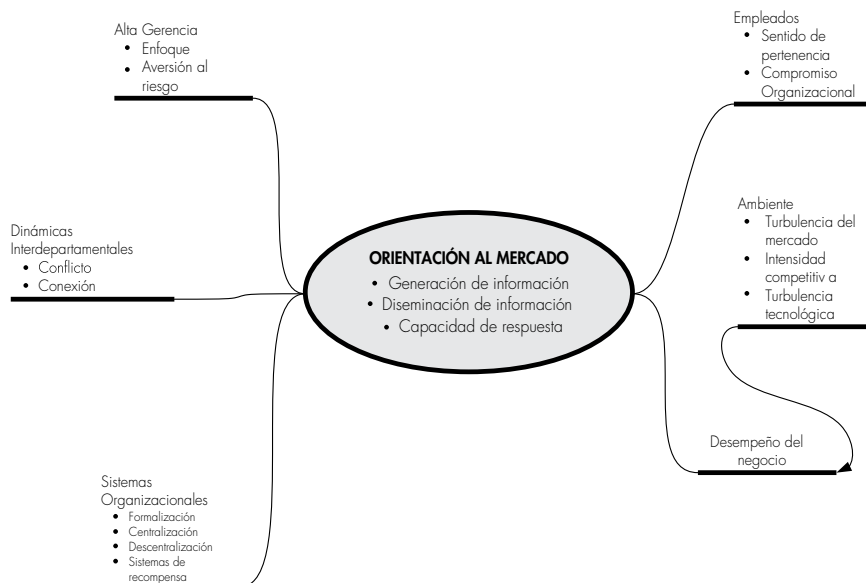 Alta Gerencia
• Enfoque
• Aversión al
riesgo
Dinámicas
Interdepartamentales
• Conflicto
• Conexión
Sistemas
Organizacionales
• Formalización
• Centralización
• Descentralización
• Sistemas de
recompensa
ORIENTACIÓN AL MERCADO
• Generación de información
• Diseminación de información
• Capacidad de respuesta
Empleados
• Sentido de
pertenencia
• Compromiso
Organizacional
Ambiente
• Turbulencia del
mercado
• Intensidad
competitiv a
• Turbulencia
tecnológica
Desempeño del
negocio